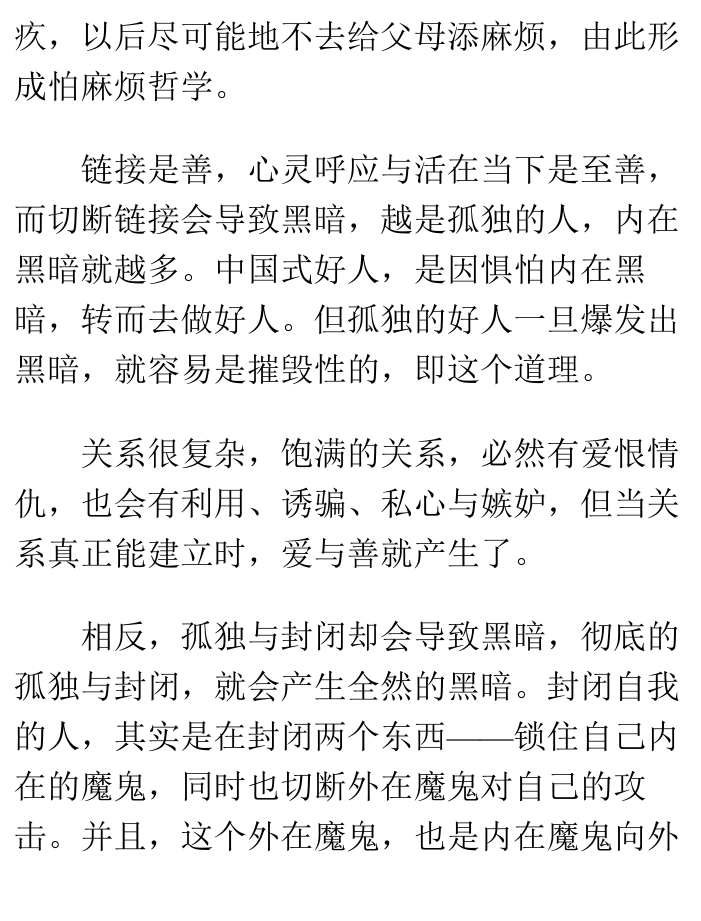 疚，以后尽可能地不去给父母添麻烦，由此形
成怕麻烦哲学。
链接是善，心灵呼应与活在当下是至善，
而切断链接会导致黑暗，越是孤独的人，内在
黑暗就越多。中国式好人，是因惧怕内在黑
暗，转而去做好人。但孤独的好人一旦爆发出
黑暗，就容易是摧毁性的，即这个道理。
关系很复杂，饱满的关系，必然有爱恨情
仇，也会有利用、诱骗、私心与嫉妒，但当关
系真正能建立时，爱与善就产生了。
相反，孤独与封闭却会导致黑暗，彻底的
孤独与封闭，就会产生全然的黑暗。封闭自我
的人，其实是在封闭两个东西——锁住自己内
在的魔鬼，同时也切断外在魔鬼对自己的攻
击。并且，这个外在魔鬼，也是内在魔鬼向外